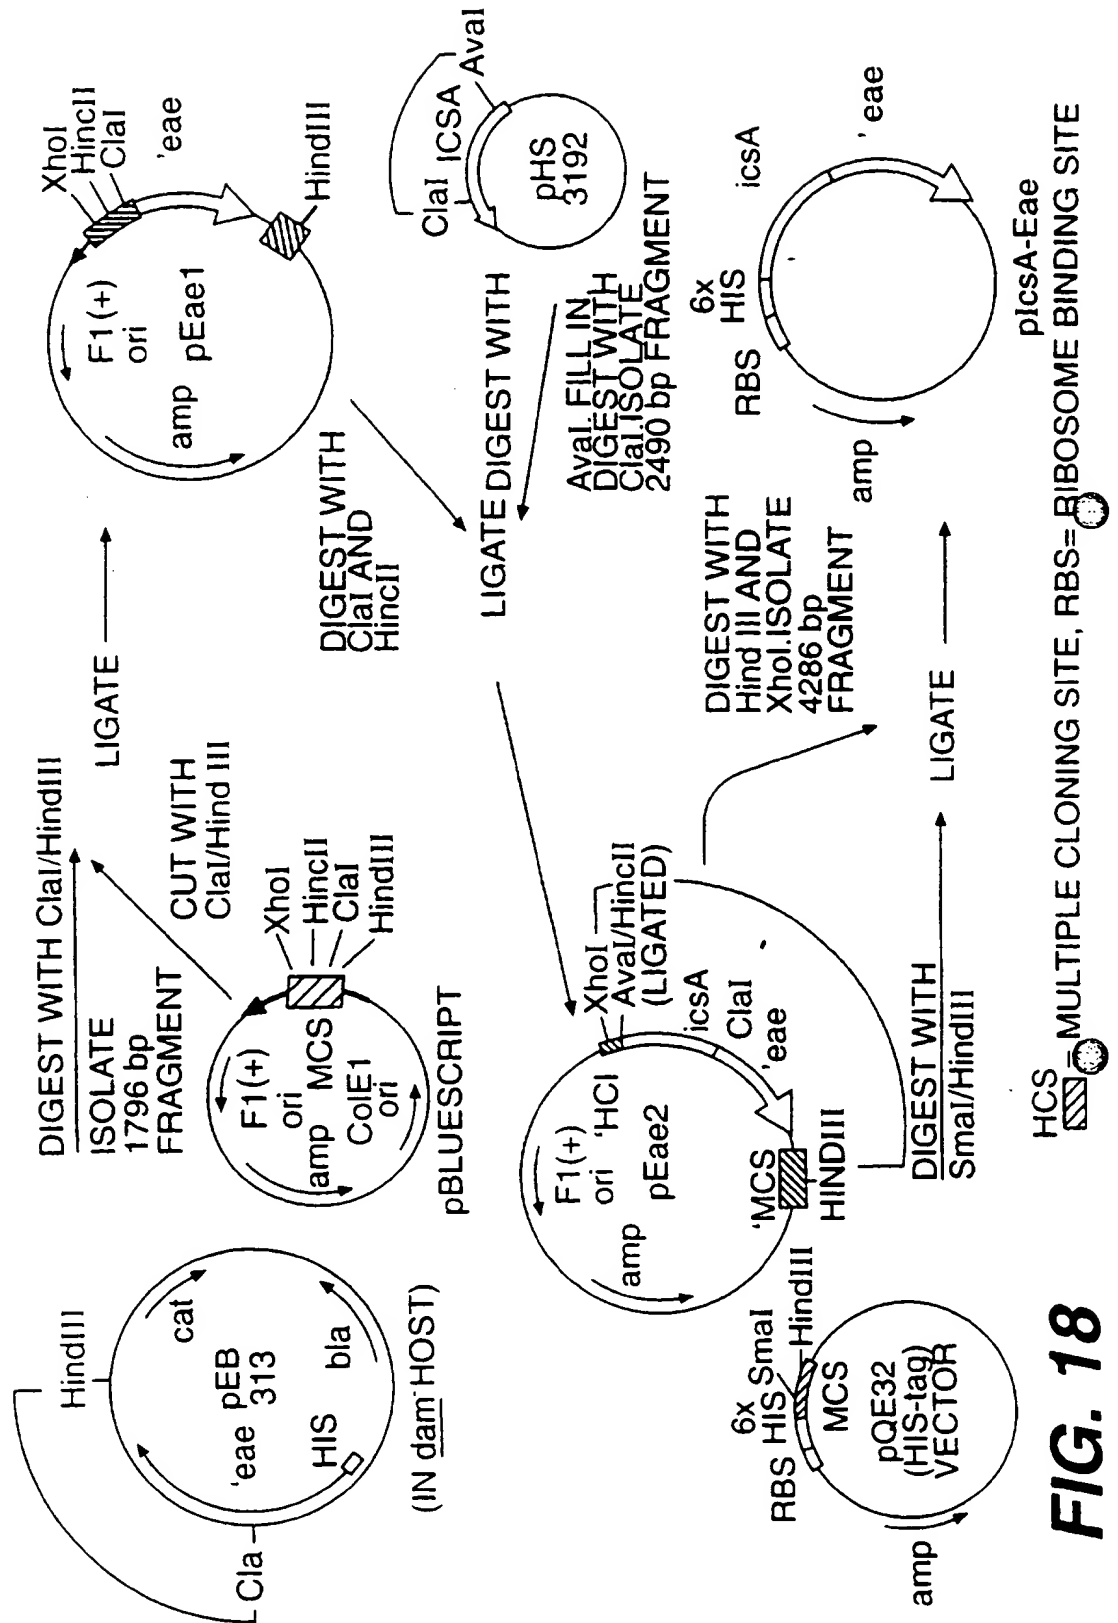 HindIII
Cla
cat
'eae
pEB
313
bla
HIS
(IN dam- HOST)
DIGEST WITH ClaI/HindIII
ISOLATE
1796 bp
FRAGMENT
CUT WITH
ClaI/Hind III
F1(+)
ori
amp
MCS
ColE1
ori
XhoI
HincII
ClaI
HindIII
pBLUESCRIPT
LIGATE
F1(+)
ori
amp
pEae1
XhoI
HincII
ClaI
'eae
HindIII
DIGEST WITH
ClaI AND
HincII
LIGATE
DIGEST WITH
AvaI. FILL IN
DIGEST WITH
ClaI.ISOLATE
2490 bp FRAGMENT
ClaI
ICSA
AvaI
pHS
3192
F1(+)
ori
'HCI
amp
pEae2
XhoI
AvaI/HincII
(LIGATED)
icsA
ClaI
'eae
'MCS
HINDIII
DIGEST WITH
Hind III AND
XhoI.ISOLATE
4286 bp
FRAGMENT
6x
RBS HIS SmaI
HindIII
MCS
pQE32
(HIS-tag)
VECTOR
amp
DIGEST WITH
SmaI/HindIII
LIGATE
RBS
6x
HIS
icsA
'eae
amp
pIcsA-Eae
HCS
= MULTIPLE CLONING SITE, RBS= RIBOSOME BINDING SITE
FIG. 18